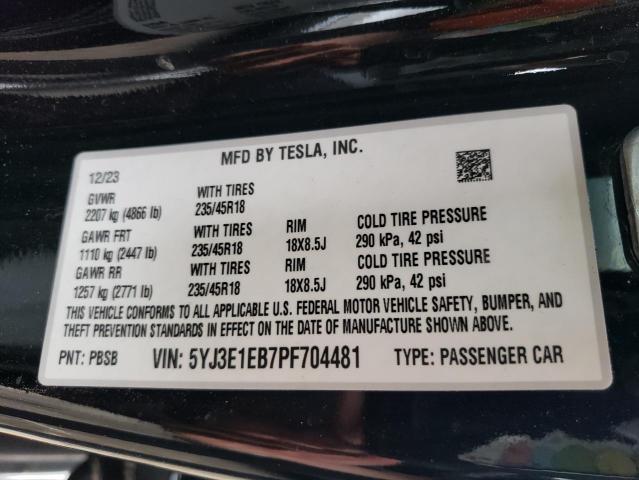 MFD BY TESLA, INC.
12/23
GVWR WITH TIRES
2207 kg (4866 lb) 235/45R18
GAWR FRT WITH TIRES RIM COLD TIRE PRESSURE
1110 kg (2447 lb) 235/45R18 18X8.5J 290 kPa, 42 psi
GAWR RR WITH TIRES RIM COLD TIRE PRESSURE
1257 kg (2771 lb) 235/45R18 18X8.5J 290 kPa, 42 psi
THIS VEHICLE CONFORMS TO ALL APPLICABLE U.S. FEDERAL MOTOR VEHICLE SAFETY, BUMPER, AND
THEFT PREVENTION STANDARDS IN EFFECT ON THE DATE OF MANUFACTURE SHOWN ABOVE.
PNT: PBSB VIN: 5YJ3E1EB7PF704481 TYPE: PASSENGER CAR